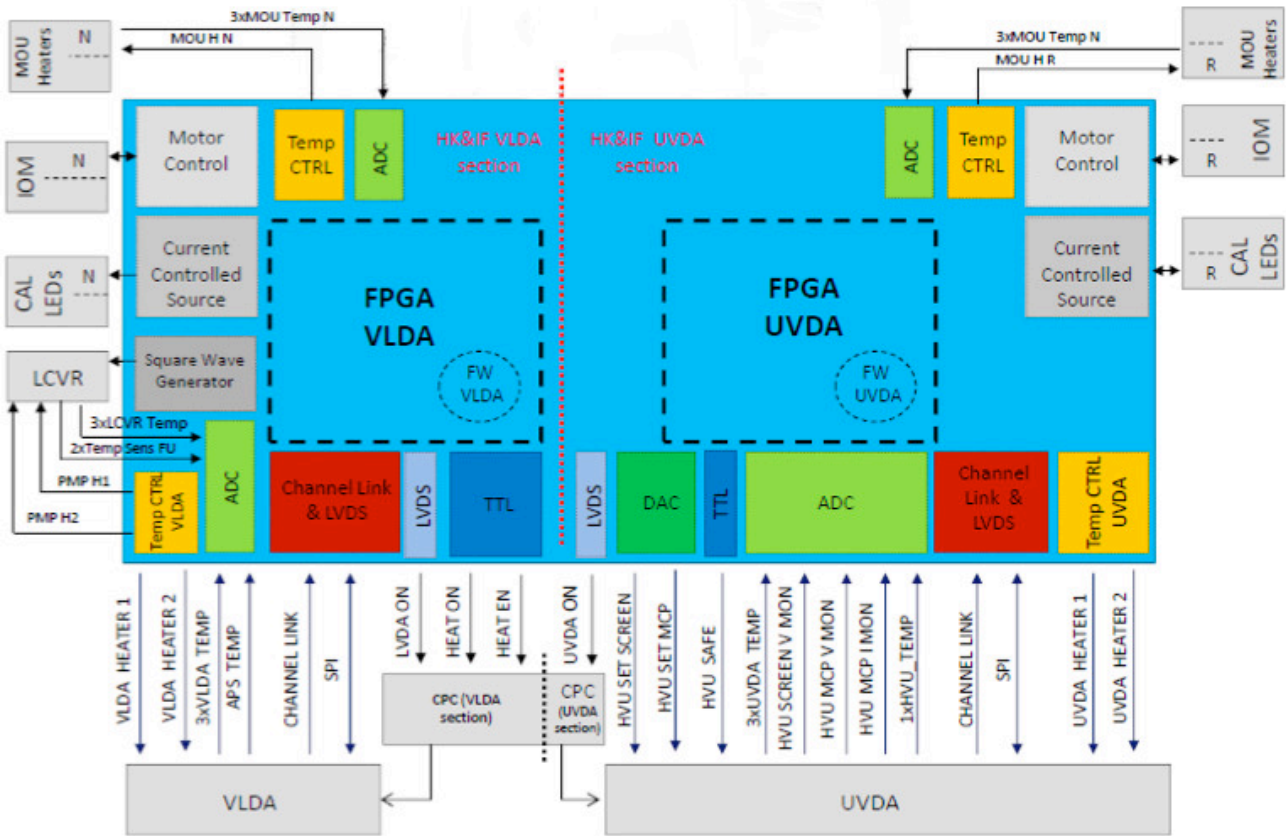 3xMOU Temp N
MOU H N
MOU
Heaters
N
3xMOU Temp N
MOU H R
R
MOU
Heaters
Motor
Control
Temp
CTRL
ADC
HK&IF VLDA
section
HK&IF UVDA
section
ADC
Temp
CTRL
Motor
Control
IOM
N
R
IOM
Current
Controlled
Source
FPGA
VLDA
FW
VLDA
FPGA
UVDA
FW
UVDA
Current
Controlled
Source
CAL
LEDs
N
R
CAL
LEDs
Square Wave
Generator
LCVR
3xLCVR Temp
2xTemp Sens FU
PMP H1
PMP H2
Temp CTRL
VLDA
ADC
Channel Link
& LVDS
LVDS
TTL
LVDS
DAC
TTL
ADC
Channel
Link &
LVDS
Temp CTRL
UVDA
VLDA HEATER 1
VLDA HEATER 2
3xVLDA TEMP
APS TEMP
CHANNEL LINK
SPI
LVDA ON
HEAT ON
HEAT EN
UVDA ON
HVU SET SCREEN
HVU SET MCP
HVU SAFE
3xUVDA TEMP
HVU SCREEN V MON
HVU MCP V MON
HVU MCP I MON
1xHVU_TEMP
CHANNEL LINK
SPI
UVDA HEATER 1
UVDA HEATER 2
CPC (VLDA
section)
CPC
(UVDA
section)
VLDA
UVDA